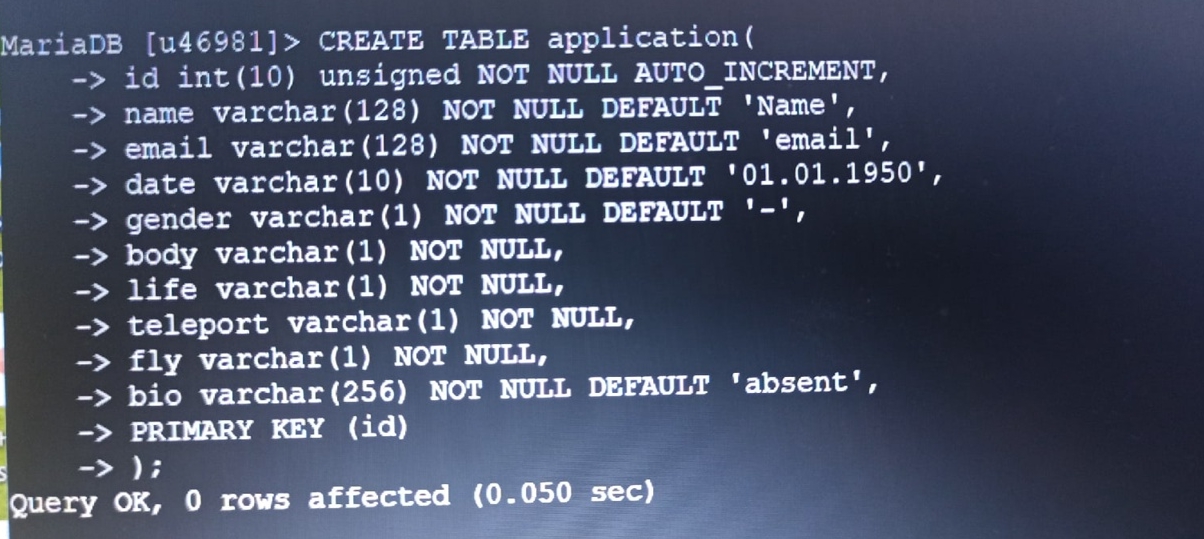 MariaDB [u46981]> CREATE TABLE application(
-> id int(10) unsigned NOT NULL AUTO_INCREMENT,
-> name varchar(128) NOT NULL DEFAULT 'Name',
-> email varchar(128) NOT NULL DEFAULT 'email',
-> date varchar(10) NOT NULL DEFAULT '01.01.1950',
-> gender varchar(1) NOT NULL DEFAULT '-',
-> body varchar(1) NOT NULL,
-> life varchar(1) NOT NULL,
-> teleport varchar(1) NOT NULL,
-> fly varchar(1) NOT NULL,
-> bio varchar(256) NOT NULL DEFAULT 'absent',
-> PRIMARY KEY (id)
-> );
Query OK, 0 rows affected (0.050 sec)